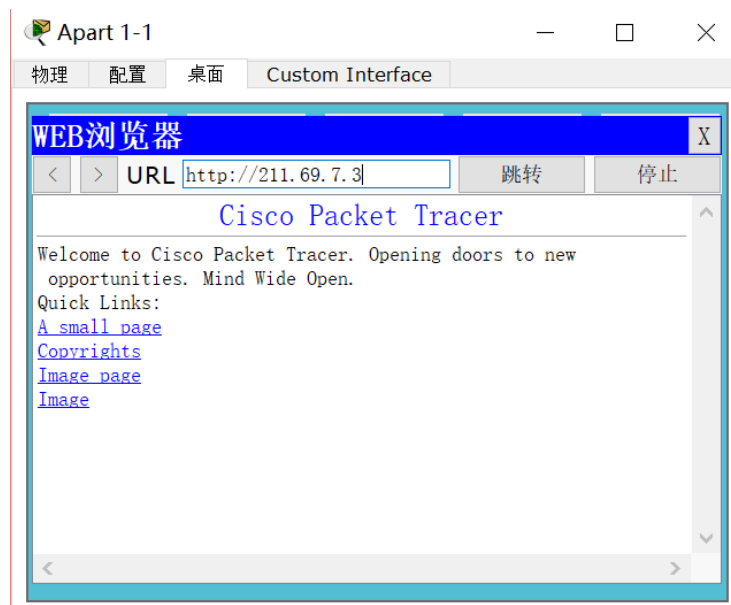 Apart 1-1
物理 配置 桌面 Custom Interface
WEB浏览器 X
< > URL http://211.69.7.3 跳转 停止
Cisco Packet Tracer
Welcome to Cisco Packet Tracer. Opening doors to new
opportunities. Mind Wide Open.
Quick Links:
A small page
Copyrights
Image page
Image